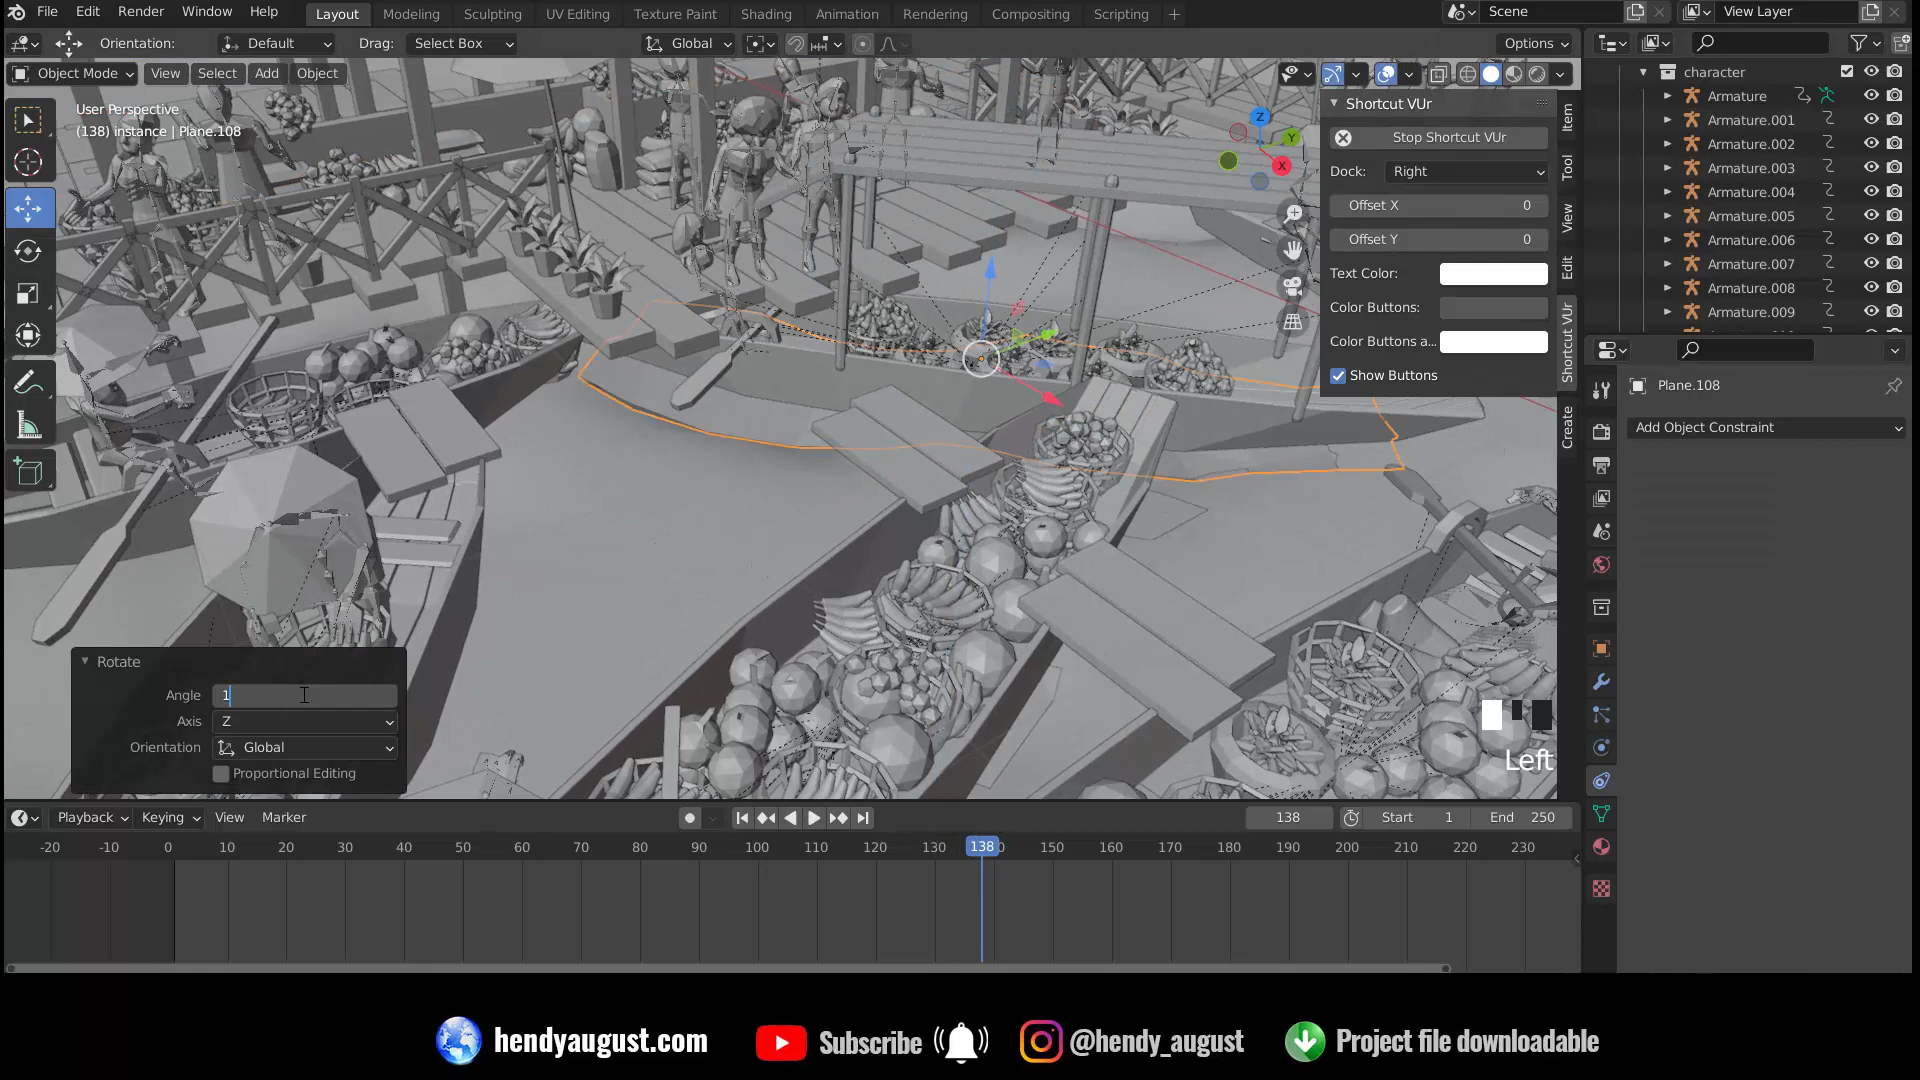 File Edit Render Window Help Layout Modeling Sculpting UV Editing Texture Paint Shading Animation Rendering Compositing Scripting + Scene View Layer
Orientation: Default Drag: Select Box Global Options
Object Mode View Select Add Object
User Perspective
(138) instance | Plane.108
Shortcut VUr
Stop Shortcut VUr
Dock: Right
Offset X 0
Offset Y 0
Text Color:
Color Buttons:
Color Buttons a...
Show Buttons
Item
Tool
View
Edit
Shortcut VUr
Create
Z
Y
X
character
Armature
Armature.001
Armature.002
Armature.003
Armature.004
Armature.005
Armature.006
Armature.007
Armature.008
Armature.009
Plane.108
Add Object Constraint
Rotate
Angle 1
Axis Z
Orientation Global
Proportional Editing
Left
Playback Keying View Marker 138 Start 1 End 250
-20 -10 0 10 20 30 40 50 60 70 80 90 100 110 120 130 138 150 160 170 180 190 200 210 220 230
hendyaugust.com Subscribe @hendy_august Project file downloadable